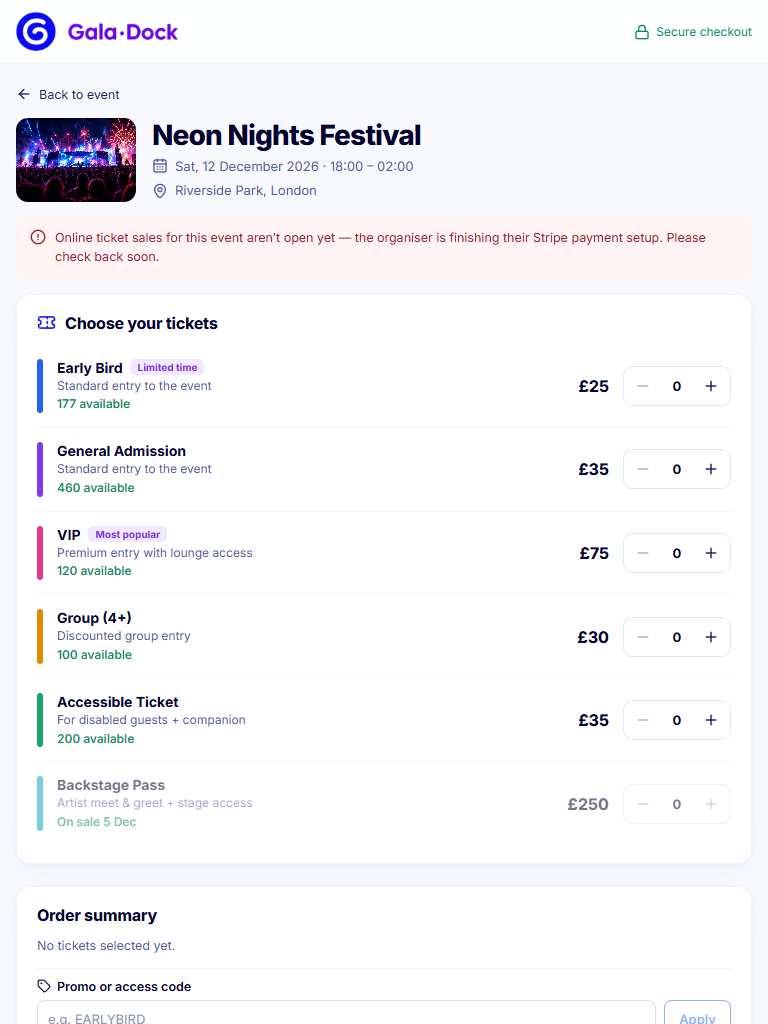 Gala·Dock
Secure checkout
Back to event
Neon Nights Festival
Sat, 12 December 2026 · 18:00 – 02:00
Riverside Park, London
Online ticket sales for this event aren't open yet — the organiser is finishing their Stripe payment setup. Please
check back soon.
Choose your tickets
Early Bird Limited time
Standard entry to the event
177 available
£25 0
General Admission
Standard entry to the event
460 available
£35 0
VIP Most popular
Premium entry with lounge access
120 available
£75 0
Group (4+)
Discounted group entry
100 available
£30 0
Accessible Ticket
For disabled guests + companion
200 available
£35 0
Backstage Pass
Artist meet & greet + stage access
On sale 5 Dec
£250 0
Order summary
No tickets selected yet.
Promo or access code
e.g. EARLYBIRD
Apply